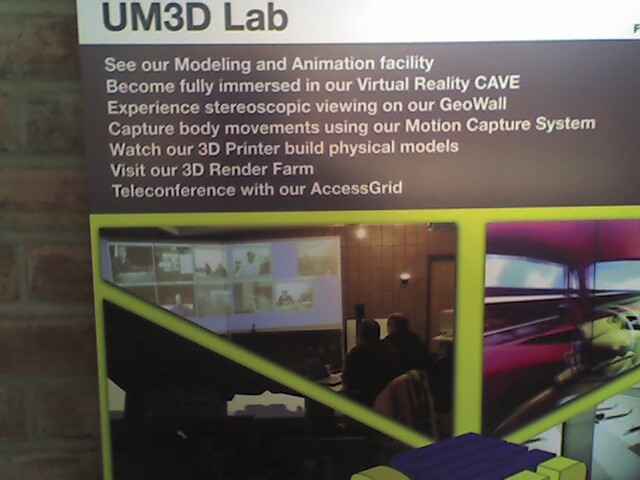 UM3D Lab
F
See our Modeling and Animation facility
Become fully immersed in our Virtual Reality CAVE
Experience stereoscopic viewing on our GeoWall
Capture body movements using our Motion Capture System
Watch our 3D Printer build physical models
Visit our 3D Render Farm
Teleconference with our AccessGrid